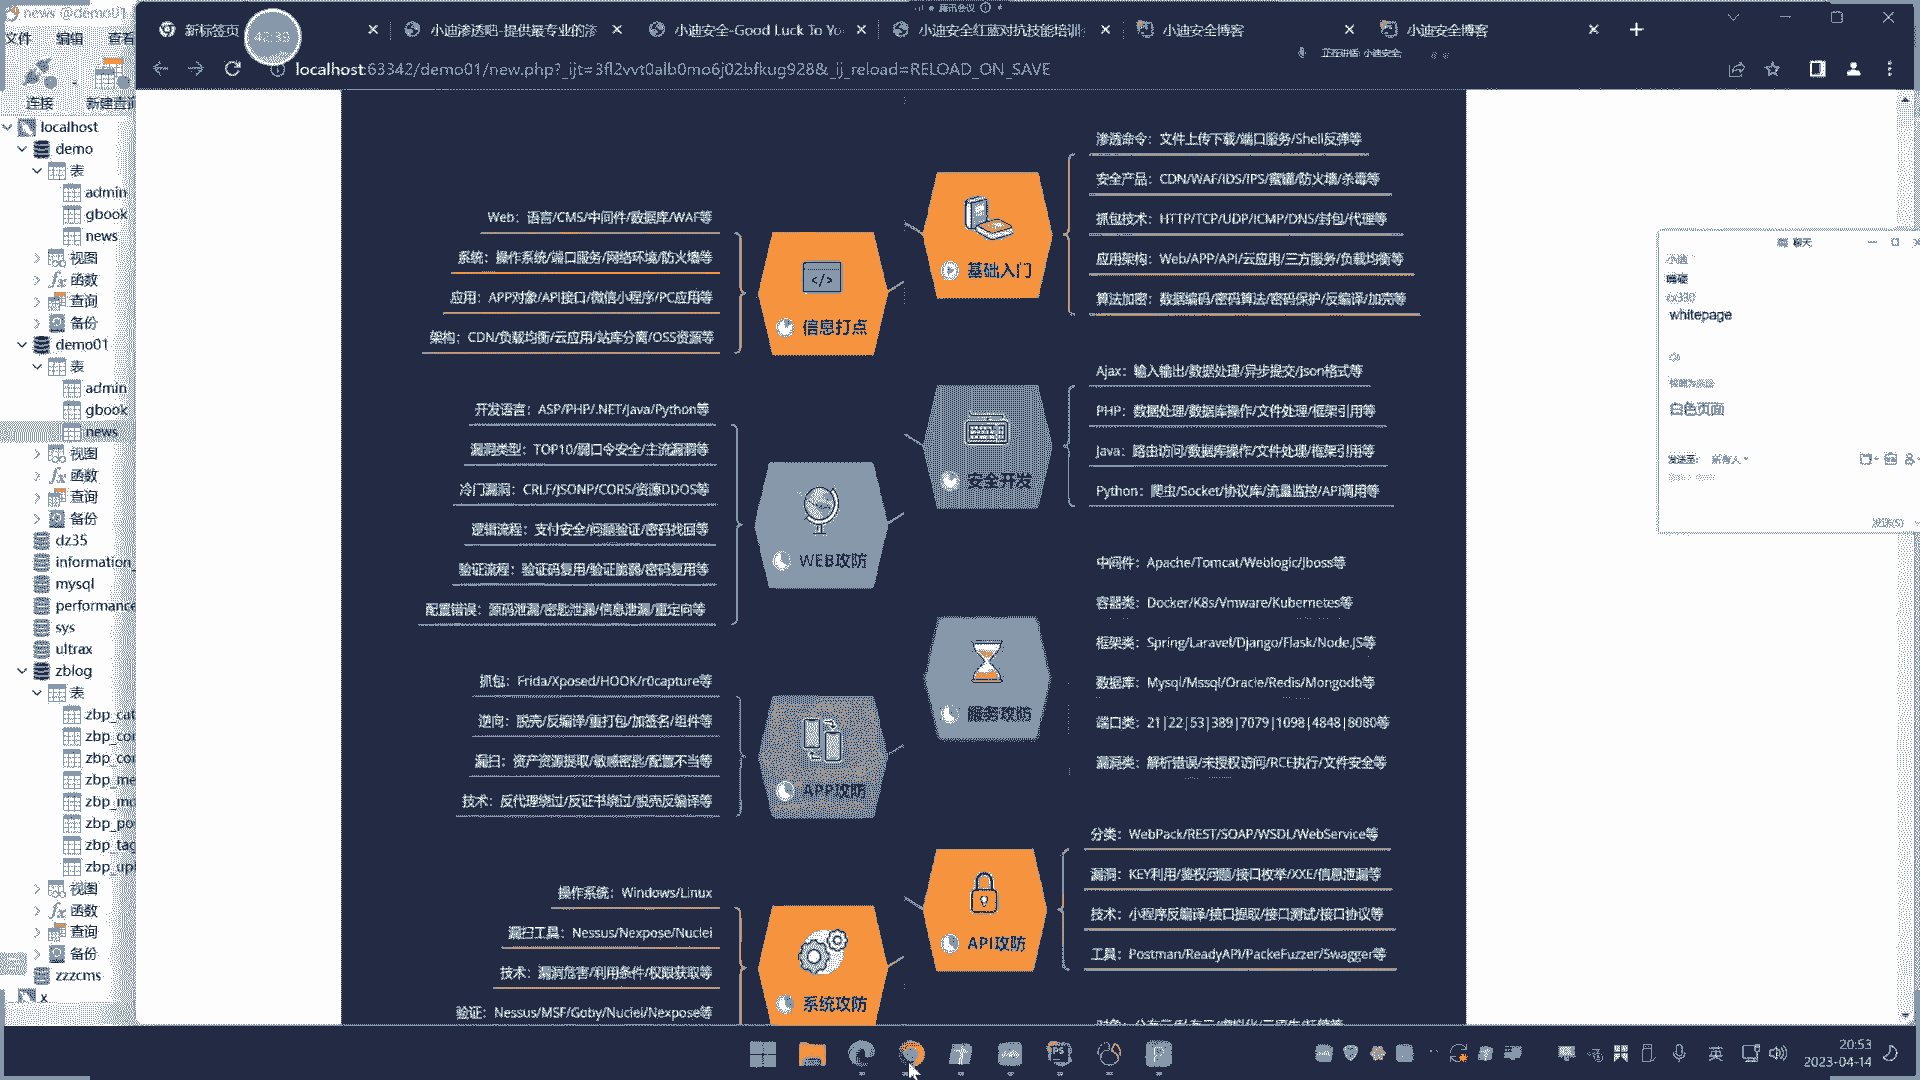 news @demo01
文件 编辑 查看
连接 新建查询
localhost
demo
表
admin
gbook
news
视图
函数
查询
备份
demo01
表
admin
gbook
news
视图
函数
查询
备份
dz35
information_
mysql
performance
sys
ultrax
zblog
表
zbp_cat
zbp_co
zbp_co
zbp_me
zbp_mo
zbp_po
zbp_tag
zbp_upl
视图
函数
查询
备份
zzzcms
x
腾讯会议
新标签页
42:33
小迪渗透吧-提供最专业的渗
小迪安全-Good Luck To Yo
小迪安全红蓝对抗技能培训
小迪安全博客
小迪安全博客
正在讲话: 小迪安全
localhost:63342/demo01/new.php?_ijt=3fl2vvt0alb0mo6j02bfkug928&_ij_reload=RELOAD_ON_SAVE
基础入门
渗透命令：文件上传下载/端口服务/Shell反弹等
安全产品：CDN/WAF/IDS/IPS/蜜罐/防火墙/杀毒等
抓包技术：HTTP/TCP/UDP/ICMP/DNS/封包/代理等
应用架构：Web/APP/API/云应用/三方服务/负载均衡等
算法加密：数据编码/密码算法/密码保护/反编译/加壳等
信息打点
Web：语言/CMS/中间件/数据库/WAF等
系统：操作系统/端口服务/网络环境/防火墙等
应用：APP对象/API接口/微信小程序/PC应用等
架构：CDN/负载均衡/云应用/站库分离/OSS资源等
安全开发
Ajax：输入输出/数据处理/异步提交/json格式等
PHP：数据处理/数据库操作/文件处理/框架引用等
Java：路由访问/数据库操作/文件处理/框架引用等
Python：爬虫/Socket/协议库/流量监控/API调用等
WEB攻防
开发语言：ASP/PHP/.NET/Java/Python等
漏洞类型：TOP10/弱口令安全/主流漏洞等
冷门漏洞：CRLF/JSONP/CORS/资源DDOS等
逻辑流程：支付安全/问题验证/密码找回等
验证流程：验证码复用/验证脆弱/密码复用等
配置错误：源码泄漏/密匙泄漏/信息泄漏/重定向等
服务攻防
中间件：Apache/Tomcat/Weblogic/Jboss等
容器类：Docker/K8s/Vmware/Kubernetes等
框架类：Spring/Laravel/Django/Flask/Node.JS等
数据库：Mysql/Mssql/Oracle/Redis/Mongodb等
端口类：21|22|53|389|7079|1098|4848|8080等
漏洞类：解析错误/未授权访问/RCE执行/文件安全等
APP攻防
抓包：Frida/Xposed/HOOK/r0capture等
逆向：脱壳/反编译/重打包/加签名/组件等
漏扫：资产资源提取/敏感密匙/配置不当等
技术：反代理绕过/反证书绕过/脱壳反编译等
API攻防
分类：WebPack/REST/SOAP/WSDL/WebService等
漏洞：KEY利用/鉴权问题/接口枚举/XXE/信息泄漏等
技术：小程序反编译/接口提取/接口测试/接口协议等
工具：Postman/ReadyAPI/PackeFuzzer/Swagger等
系统攻防
操作系统：Windows/Linux
漏扫工具：Nessus/Nexpose/Nuclei
技术：漏洞危害/利用条件/权限获取等
验证：Nessus/MSF/Goby/Nuclei/Nexpose等
聊天
小迪
whitepage
白色页面
发送至: 所有人
英
20:53
2023-04-14